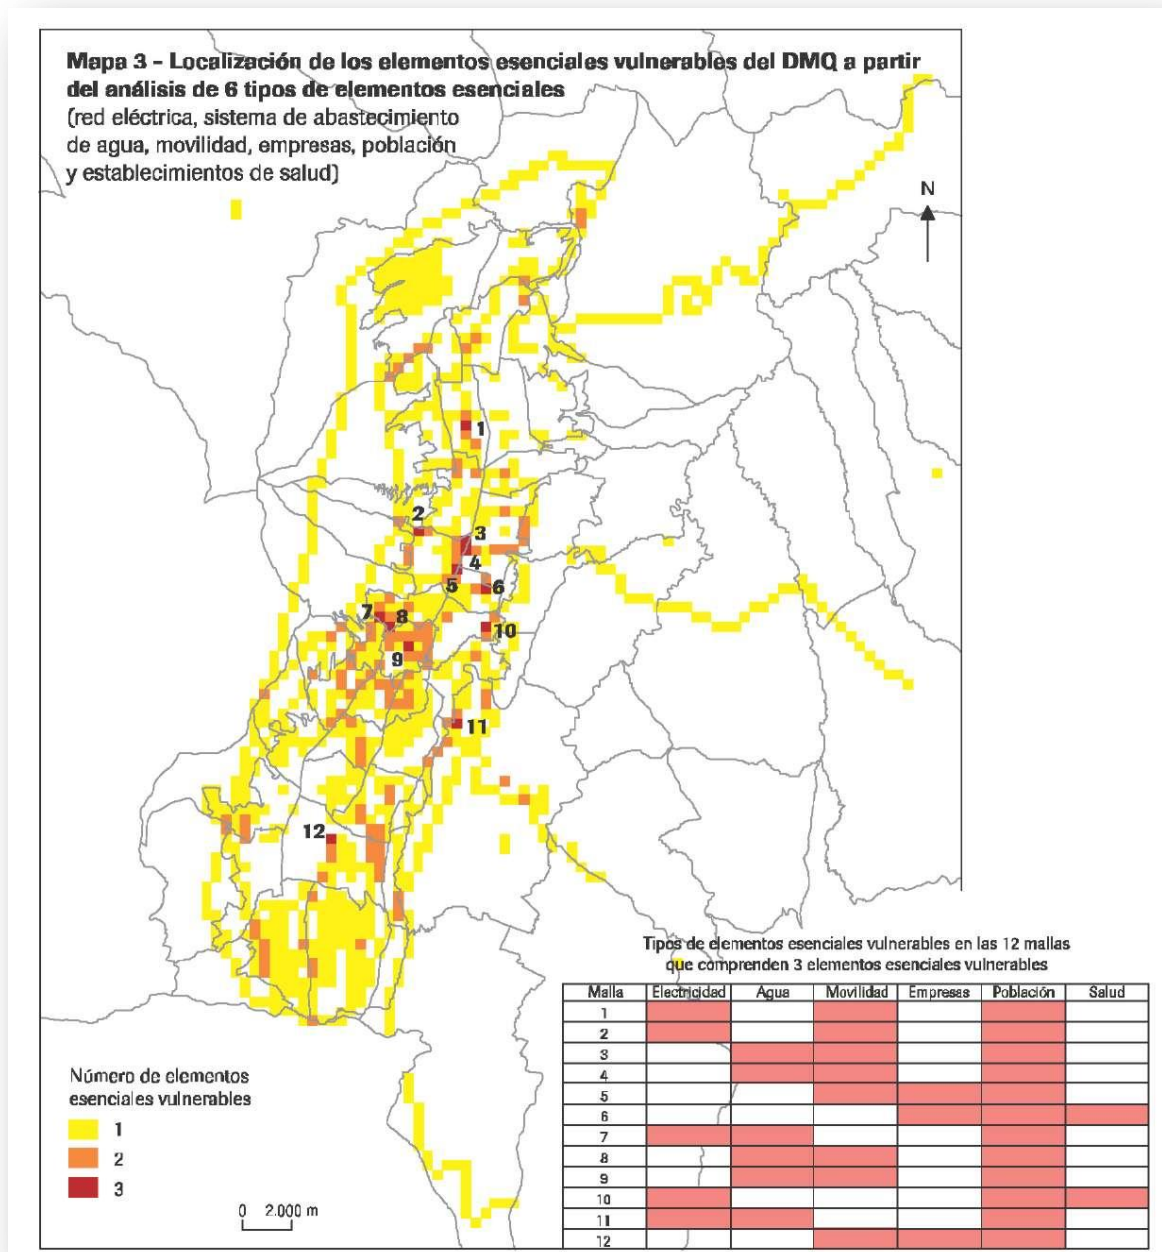 Mapa 3 - Localización de los elementos esenciales vulnerables del DMQ a partir
del análisis de 6 tipos de elementos esenciales
(red eléctrica, sistema de abastecimiento
de agua, movilidad, empresas, población
y establecimientos de salud)
N
1
2
3
4
5
6
7
8
10
9
11
12
Tipos de elementos esenciales vulnerables en las 12 mallas
que comprenden 3 elementos esenciales vulnerables
Malla Electricidad Agua Movilidad Empresas Población Salud
1
2
3
4
5
6
7
8
9
10
11
12
Número de elementos
esenciales vulnerables
1
2
3
0 2.000 m